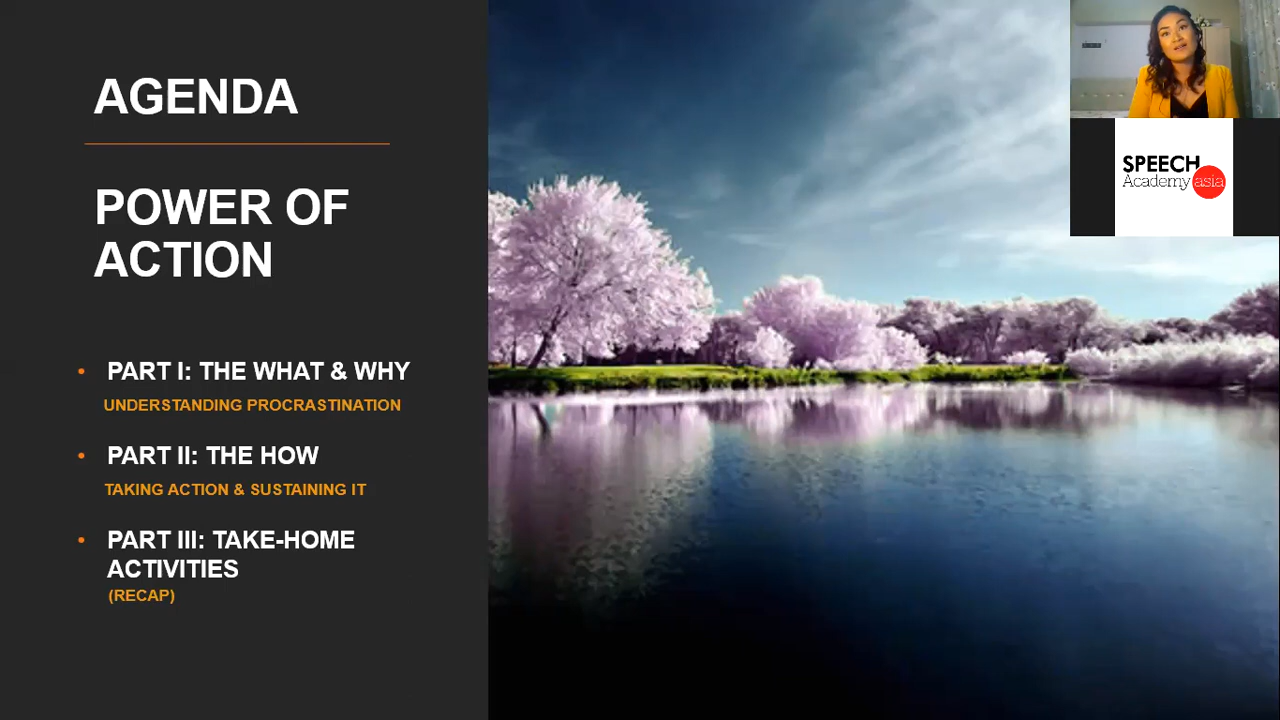 AGENDA
POWER OF
ACTION
• PART I: THE WHAT & WHY
UNDERSTANDING PROCRASTINATION
• PART II: THE HOW
TAKING ACTION & SUSTAINING IT
• PART III: TAKE-HOME
ACTIVITIES
(RECAP)
SPEECH
Academy asia